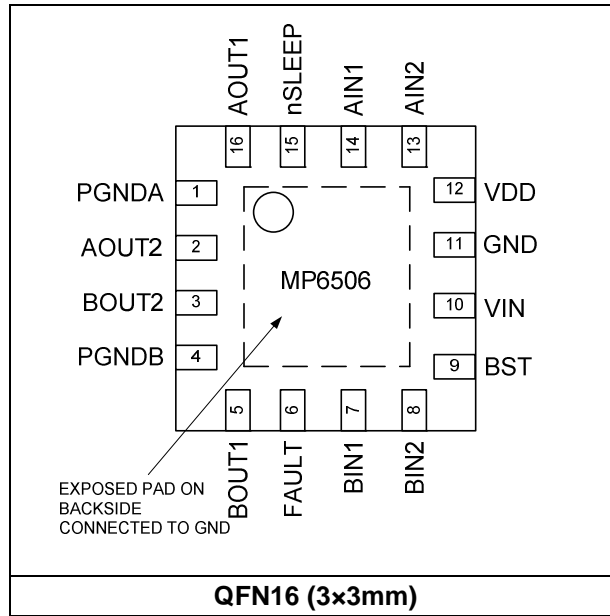 AOUT1
nSLEEP
AIN1
AIN2
16
15
14
13
PGNDA
1
12
VDD
AOUT2
2
11
GND
MP6506
BOUT2
3
10
VIN
PGNDB
4
9
BST
5
6
7
8
BOUT1
FAULT
BIN1
BIN2
EXPOSED PAD ON
BACKSIDE
CONNECTED TO GND
QFN16 (3×3mm)